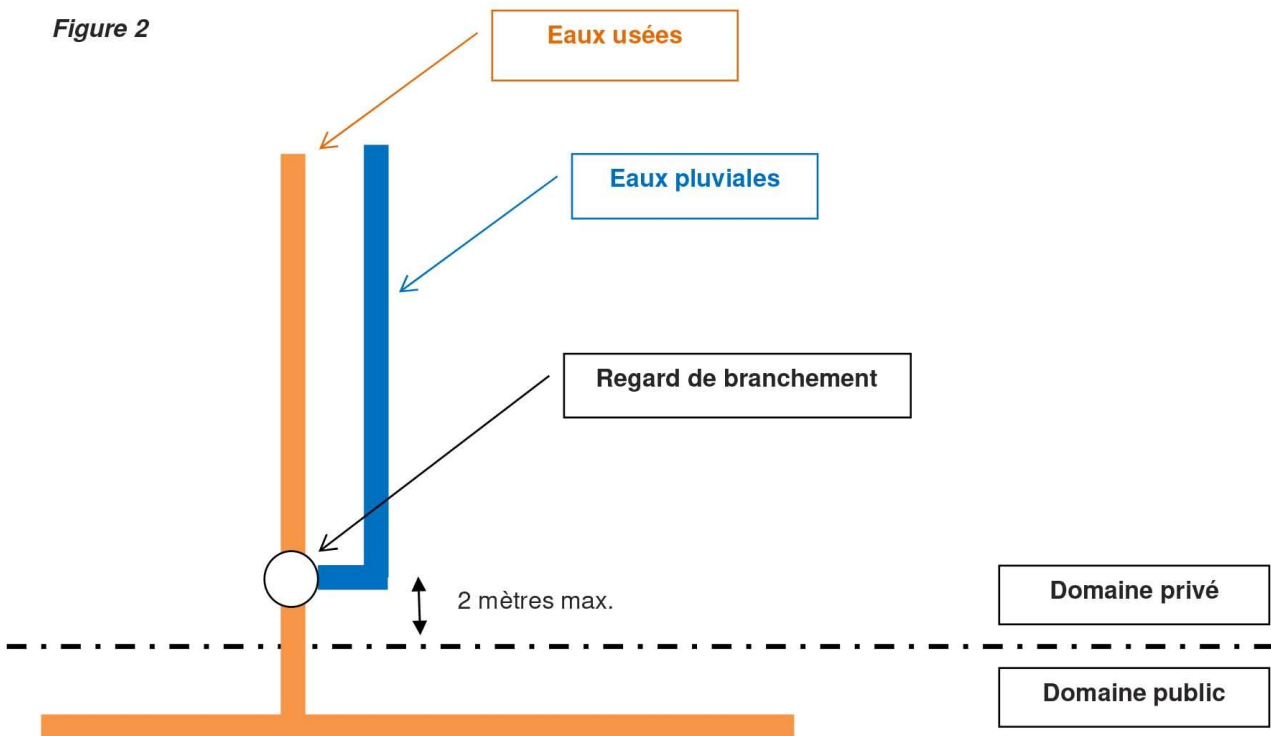 Figure 2
Eaux usées
Eaux pluviales
Regard de branchement
2 mètres max.
Domaine privé
Domaine public